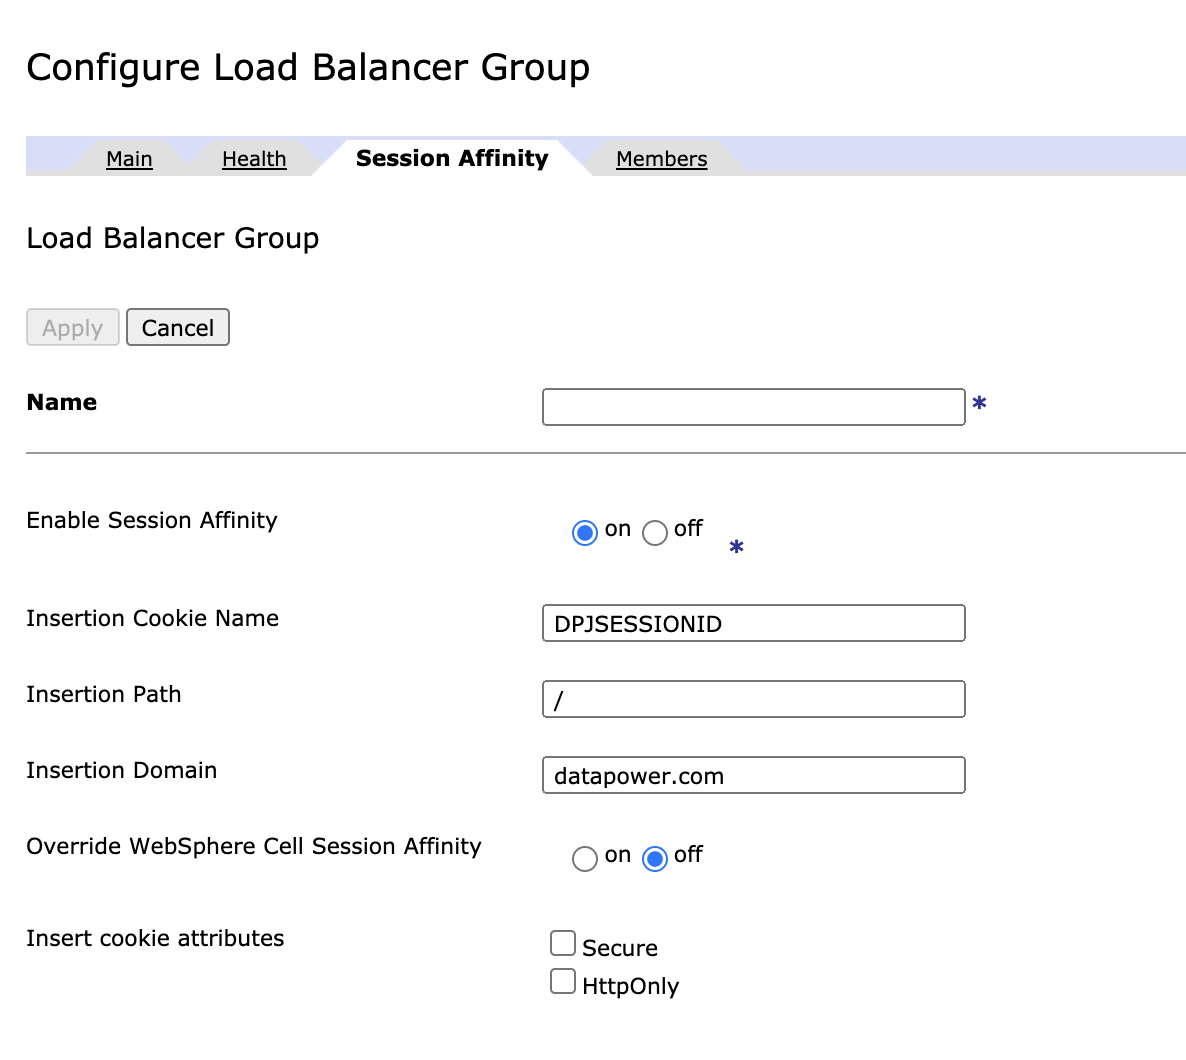 Configure Load Balancer Group
Main Health Session Affinity Members
Load Balancer Group
Apply Cancel
Name *
Enable Session Affinity on off *
Insertion Cookie Name DPJSESSIONID
Insertion Path /
Insertion Domain datapower.com
Override WebSphere Cell Session Affinity on off
Insert cookie attributes Secure
HttpOnly